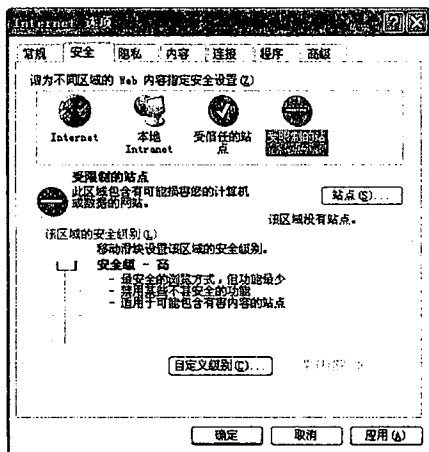 Internet 选项
常规 安全 隐私 内容 连接 程序 高级
请为不同区域的 Web 内容指定安全设置(Z)
Internet 本地 Intranet 受信任的站点 受限制的站点
受限制的站点
此区域包含有可能损害您的计算机
或数据的网站。
站点(S)...
该区域没有站点。
该区域的安全级别(L)
移动滑块设置该区域的安全级别。
安全级 - 高
- 最安全的浏览方式，但功能最少
- 禁用某些不甚安全的功能
- 适用于可能包含有害内容的站点
自定义级别(C)...
确定 取消 应用(A)